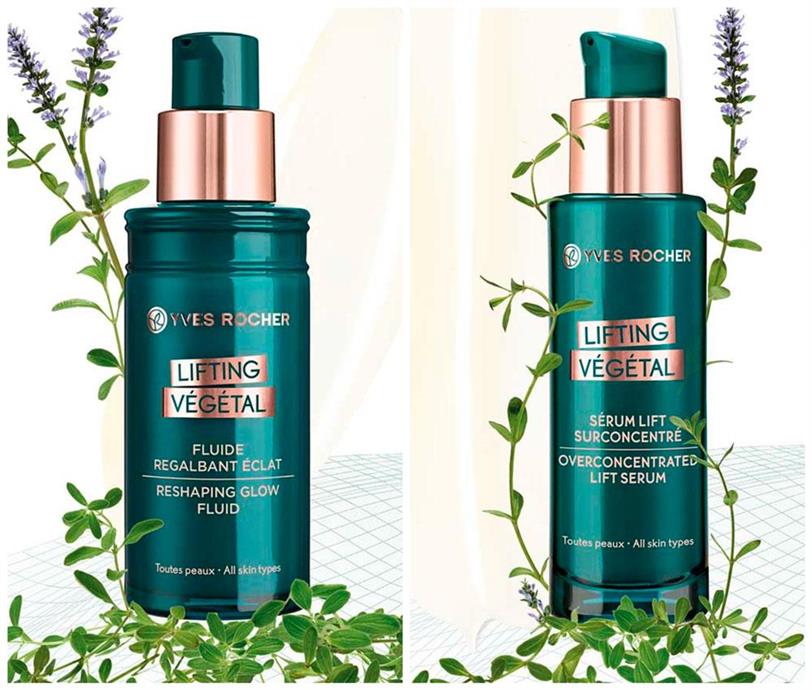 YVES ROCHER
LIFTING
VÉGÉTAL
FLUIDE
REGALBANT ÉCLAT
RESHAPING GLOW
FLUID
Toutes peaux • All skin types
YVES ROCHER
LIFTING
VÉGÉTAL
SÉRUM LIFT
SURCONCENTRÉ
OVERCONCENTRATED
LIFT SERUM
Toutes peaux • All skin types